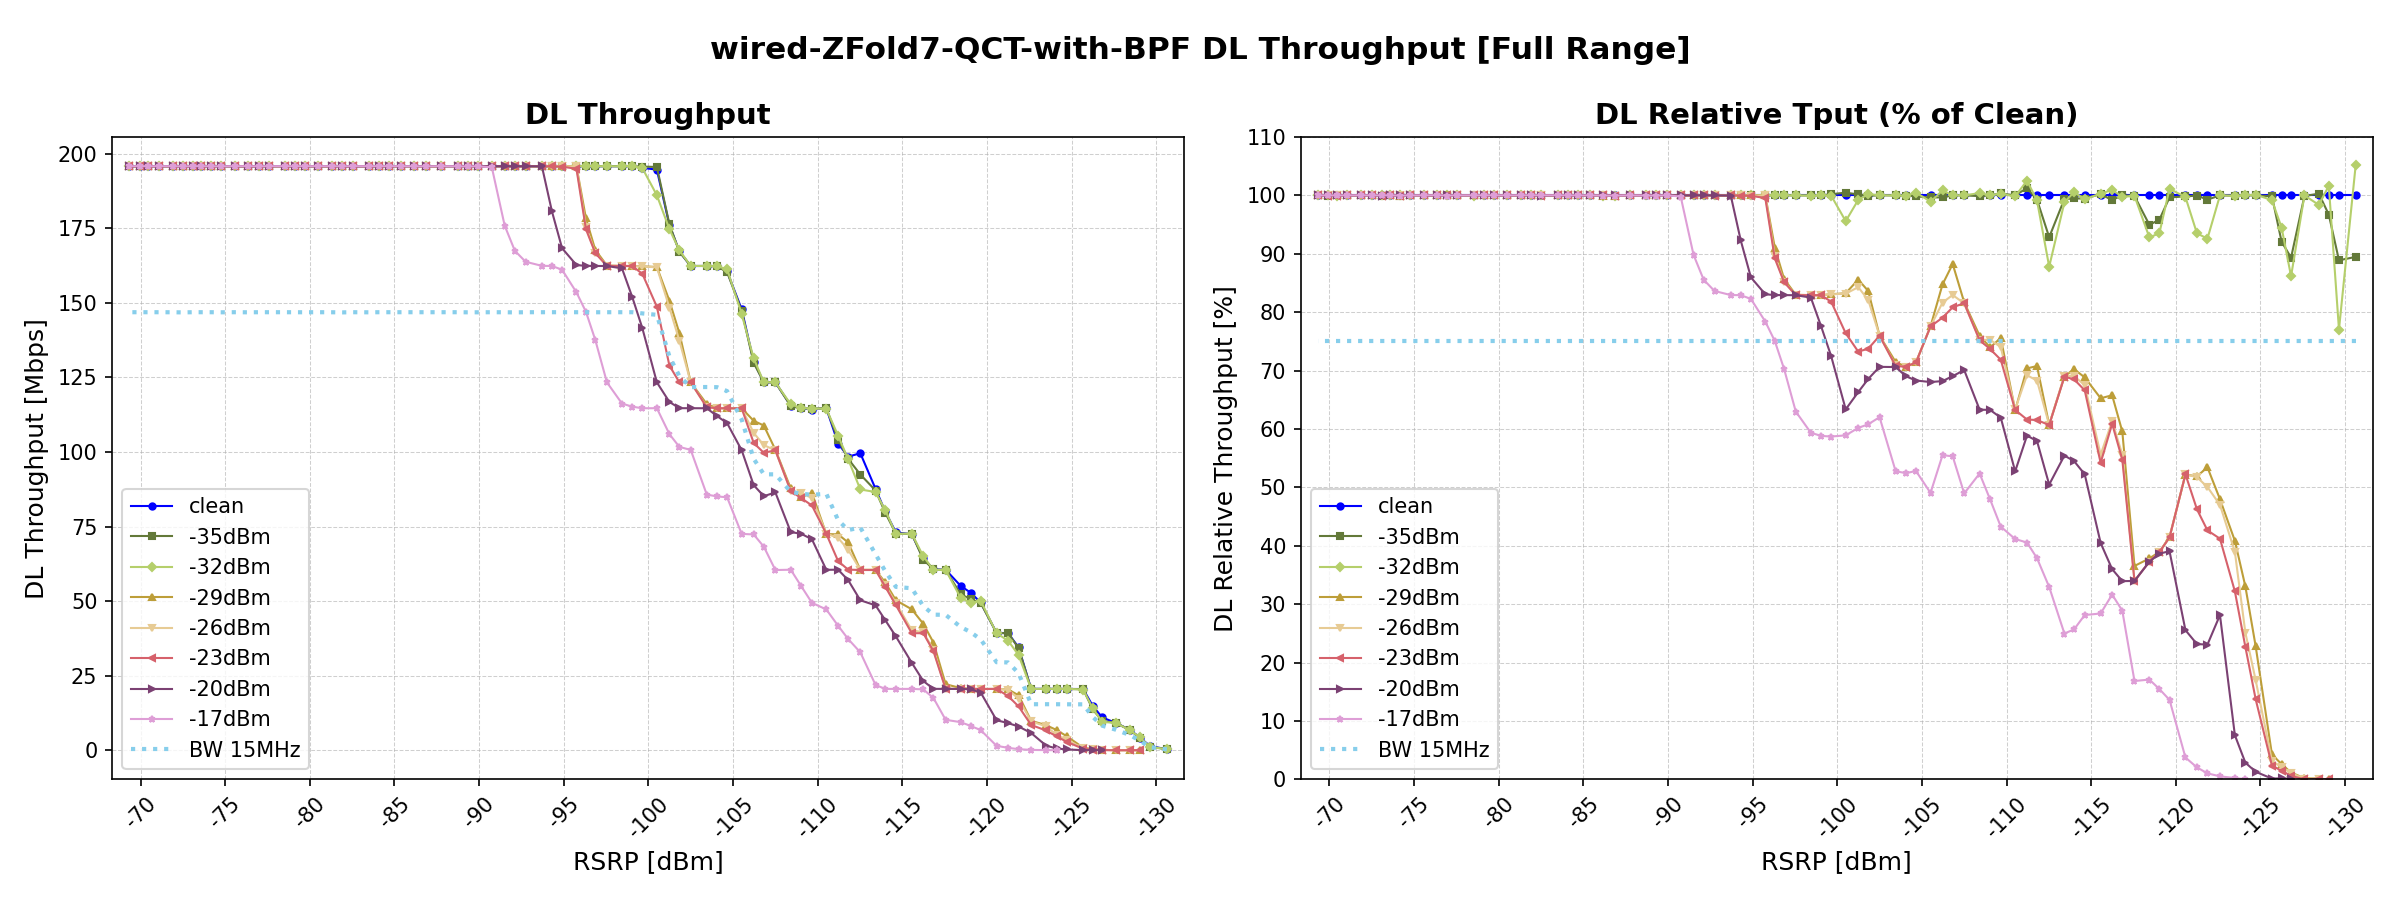 wired-ZFold7-QCT-with-BPF DL Throughput [Full Range]
DL Throughput
DL Throughput [Mbps]
200
175
150
125
100
75
50
25
0
clean
-35dBm
-32dBm
-29dBm
-26dBm
-23dBm
-20dBm
-17dBm
BW 15MHz
-70
-75
-80
-85
-90
-95
-100
-105
-110
-115
-120
-125
-130
RSRP [dBm]
DL Relative Tput (% of Clean)
DL Relative Throughput [%]
110
100
90
80
70
60
50
40
30
20
10
0
clean
-35dBm
-32dBm
-29dBm
-26dBm
-23dBm
-20dBm
-17dBm
BW 15MHz
-70
-75
-80
-85
-90
-95
-100
-105
-110
-115
-120
-125
-130
RSRP [dBm]